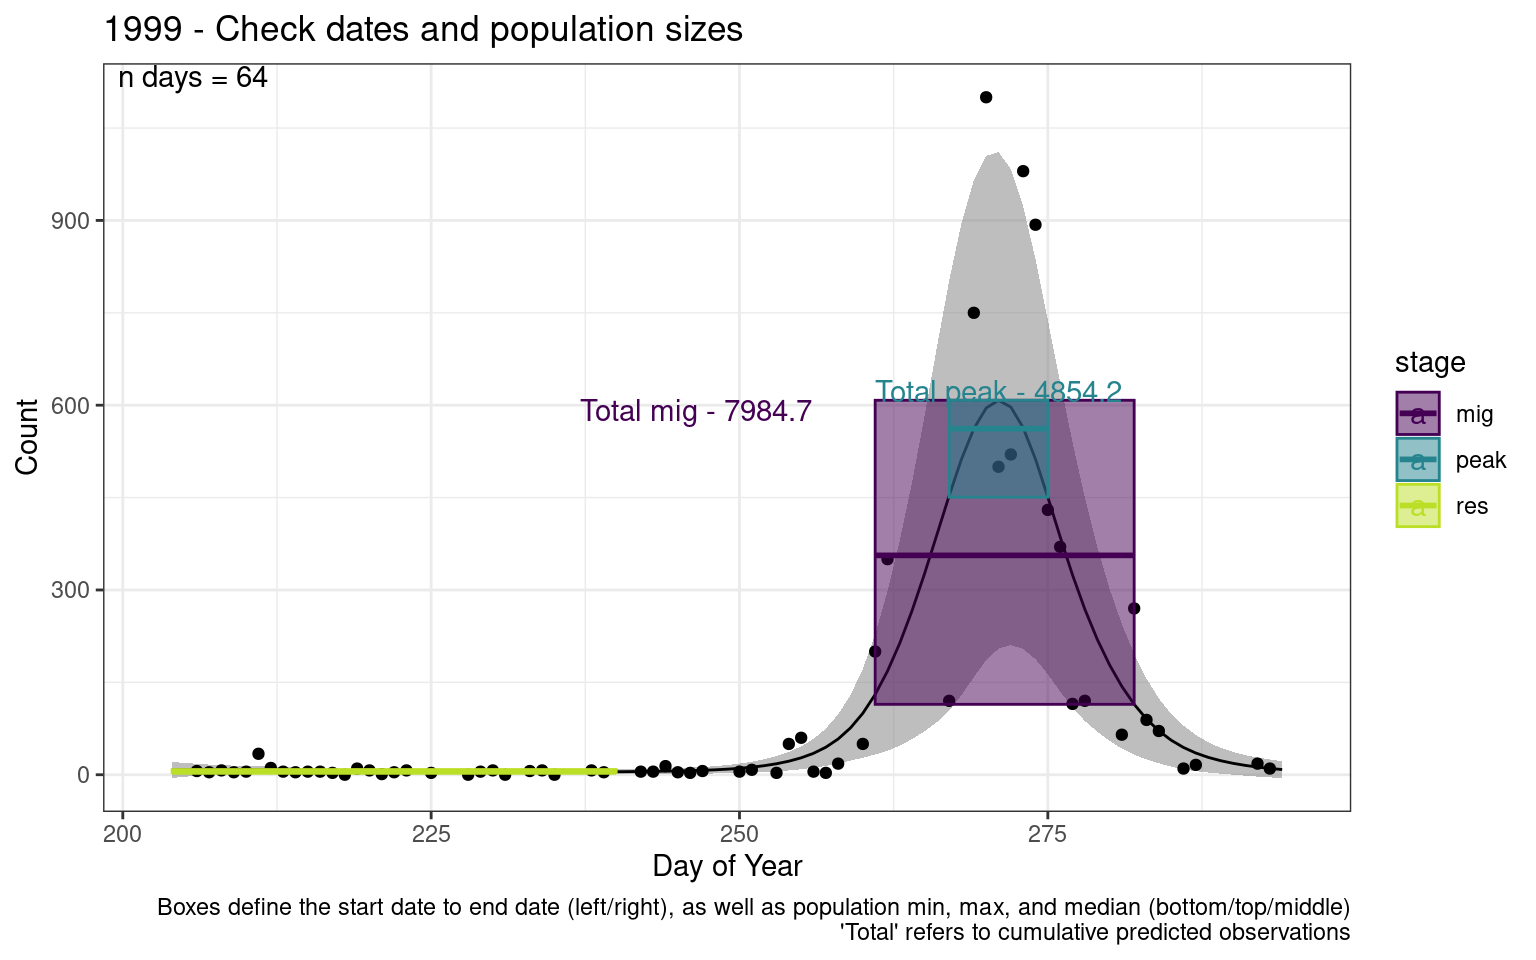 1999 - Check dates and population sizes
n days = 64
900
600
300
0
Count
Total peak - 4854.2
Total mig - 7984.7
stage
a mig
a peak
a res
200 225 250 275
Day of Year
Boxes define the start date to end date (left/right), as well as population min, max, and median (bottom/top/middle)
'Total' refers to cumulative predicted observations